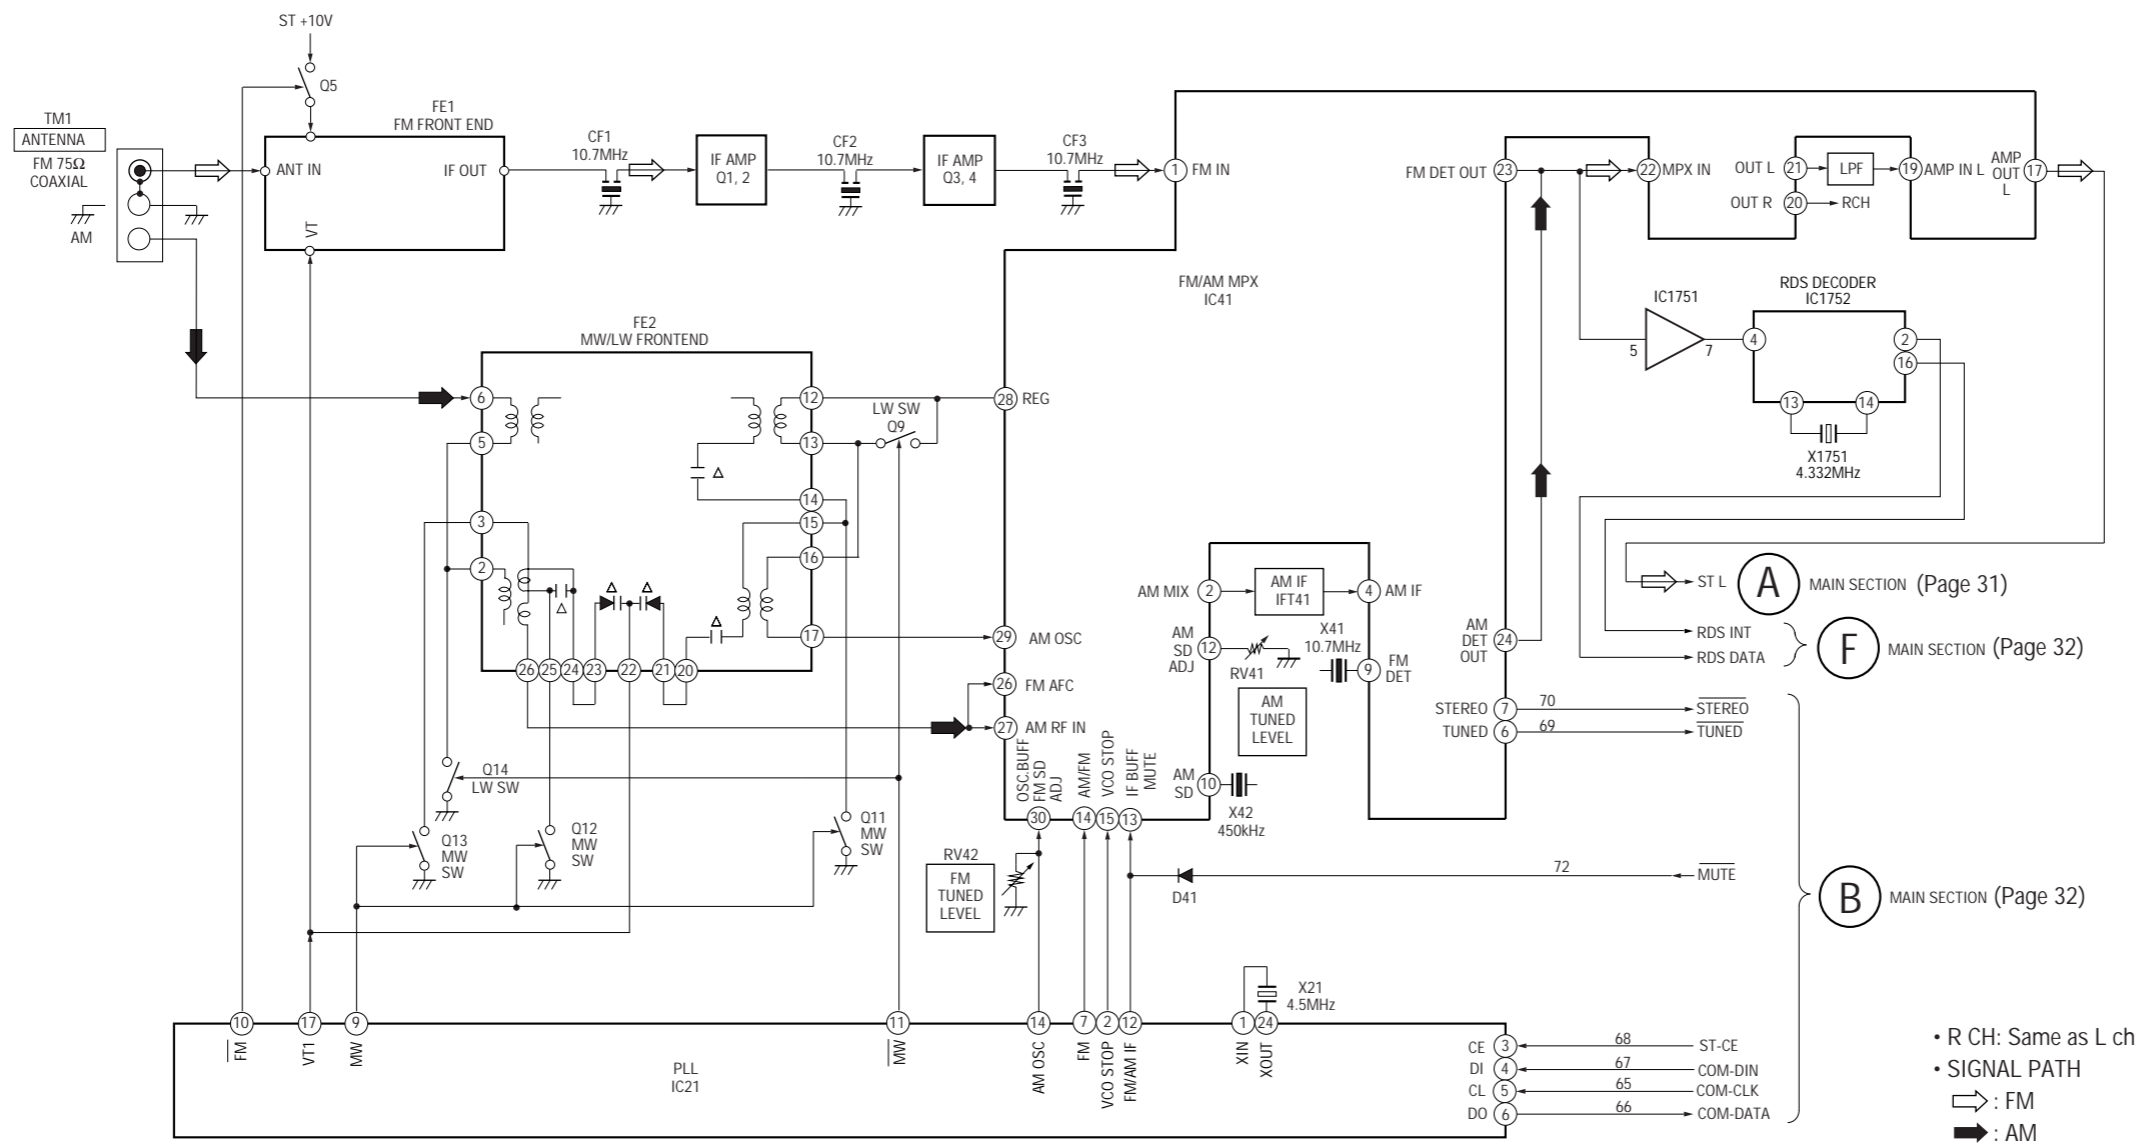 ST +10V
Q5
TM1
ANTENNA
FM 75Ω
COAXIAL
AM
FE1
FM FRONT END
ANT IN
IF OUT
VT
CF1
10.7MHz
IF AMP
Q1, 2
CF2
10.7MHz
IF AMP
Q3, 4
CF3
10.7MHz
1 FM IN
FM DET OUT 23
22 MPX IN
OUT L 21
LPF
19 AMP IN L
AMP
OUT
L
17
OUT R 20
RCH
FM/AM MPX
IC41
IC1751
5
7
RDS DECODER
IC1752
4
2
16
13
14
X1751
4.332MHz
FE2
MW/LW FRONTEND
6
5
3
2
12
13
14
15
16
17
Δ
Δ
Δ
Δ
Δ
26
25
24
23
22
21
20
LW SW
Q9
28 REG
29 AM OSC
26 FM AFC
27 AM RF IN
AM MIX 2
AM IF
IFT41
4 AM IF
AM
SD
ADJ
12
RV41
X41
10.7MHz
9 FM
DET
AM
TUNED
LEVEL
AM
SD
10
X42
450kHz
AM
DET
OUT
24
STEREO 7
70
STEREO
TUNED 6
69
TUNED
ST L
A
MAIN SECTION (Page 31)
RDS INT
RDS DATA
F
MAIN SECTION (Page 32)
OSC.BUFF
FM SD
ADJ
30
AM/FM
14
VCO STOP
15
IF BUFF
MUTE
13
Q14
LW SW
Q13
MW
SW
Q12
MW
SW
Q11
MW
SW
RV42
FM
TUNED
LEVEL
D41
72
MUTE
B
MAIN SECTION (Page 32)
X21
4.5MHz
10
FM
17
VT1
9
MW
11
MW
14
AM OSC
7
FM
2
VCO STOP
12
FM/AM IF
1
XIN
24
XOUT
PLL
IC21
CE 3
68
ST-CE
DI 4
67
COM-DIN
CL 5
65
COM-CLK
DO 6
66
COM-DATA
• R CH: Same as L ch
• SIGNAL PATH
: FM
: AM